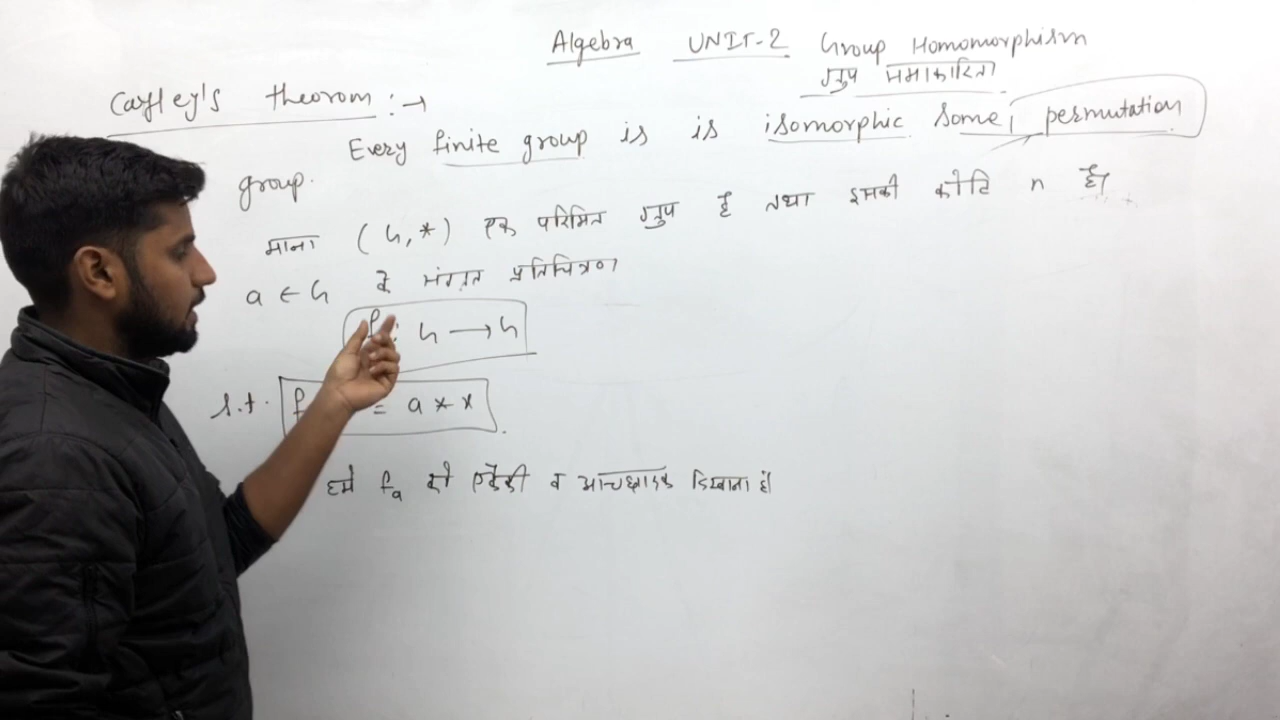 Algebra UNIT-2 Group Homomorphism
ग्रुप समाकारिता
Cayley's theorom :→
Every finite group is is isomorphic some permutation
group.
माना (G, *) एक परिमित ग्रुप है तथा इसकी कोटि n है।
a ∈ G के संगत प्रतिचित्रण
f : G → G
s.t. f = a * x
हमे fa को एकैकी व आच्छादक दिखाना है।